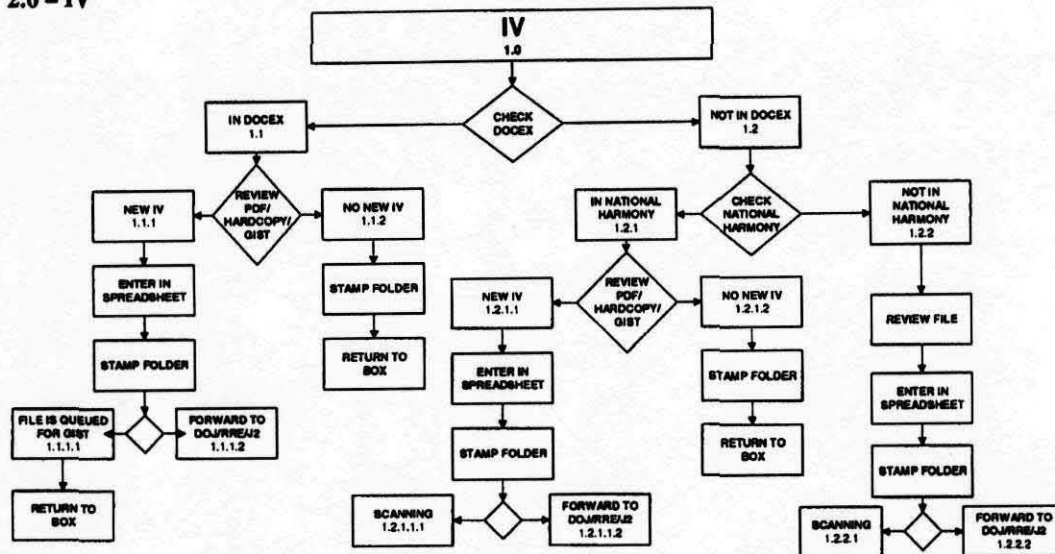 2.0 – IV
IV
1.0
CHECK
DOCEX
IN DOCEX
1.1
NOT IN DOCEX
1.2
REVIEW
PDF/
HARDCOPY/
GIST
NEW IV
1.1.1
NO NEW IV
1.1.2
ENTER IN
SPREADSHEET
STAMP FOLDER
STAMP FOLDER
RETURN TO
BOX
FILE IS QUEUED
FOR GIST
1.1.1.1
FORWARD TO
DOJ/RRE/J2
1.1.1.2
RETURN TO
BOX
IN NATIONAL
HARMONY
1.2.1
CHECK
NATIONAL
HARMONY
NOT IN
NATIONAL
HARMONY
1.2.2
REVIEW
PDF/
HARDCOPY/
GIST
NEW IV
1.2.1.1
NO NEW IV
1.2.1.2
ENTER IN
SPREADSHEET
STAMP FOLDER
STAMP FOLDER
RETURN TO
BOX
SCANNING
1.2.1.1.1
FORWARD TO
DOJ/RRE/J2
1.2.1.1.2
REVIEW FILE
ENTER IN
SPREADSHEET
STAMP FOLDER
SCANNING
1.2.2.1
FORWARD TO
DOJ/RRE/J2
1.2.2.2